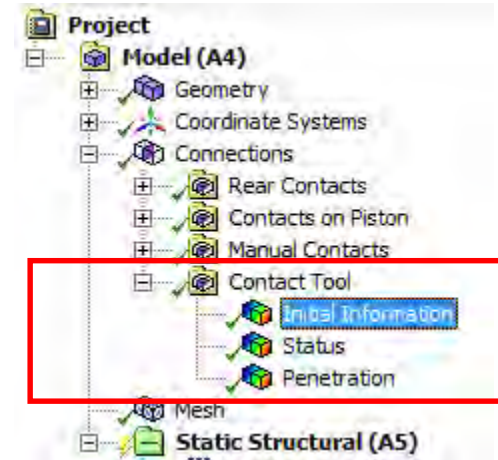 Project
Model (A4)
Geometry
Coordinate Systems
Connections
Rear Contacts
Contacts on Piston
Manual Contacts
Contact Tool
Initial Information
Status
Penetration
Mesh
Static Structural (A5)